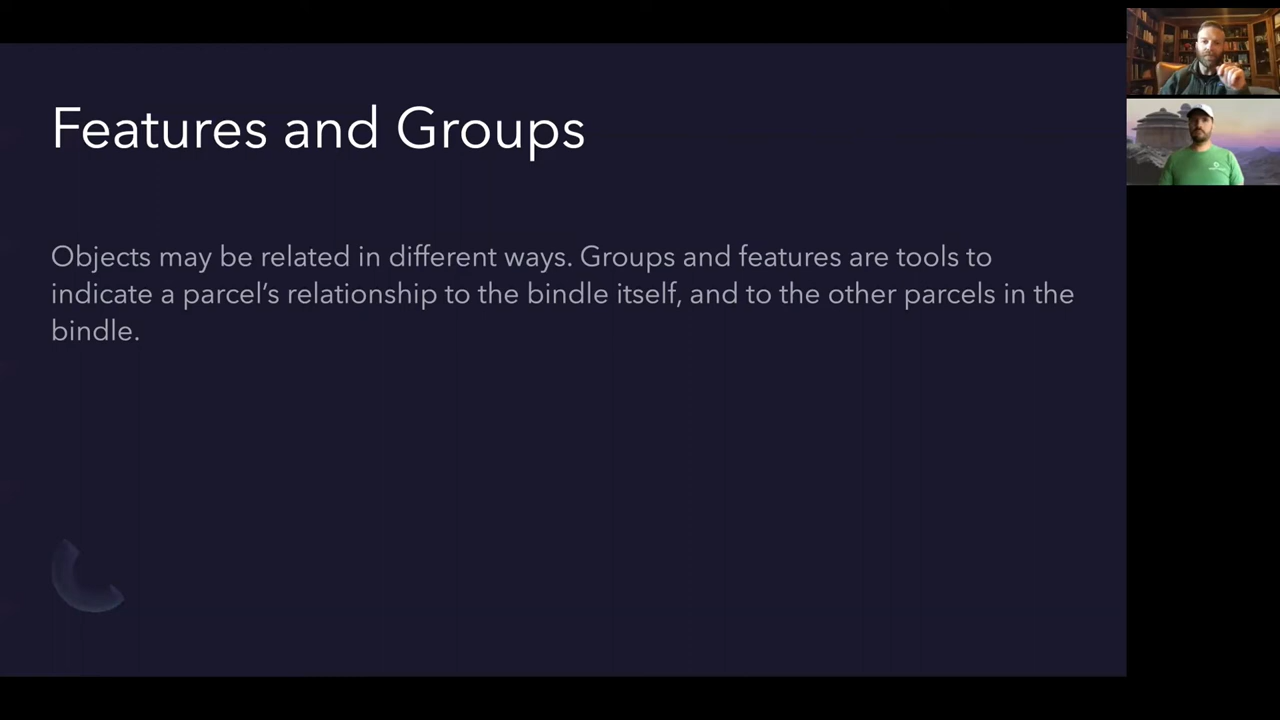 Features and Groups
Objects may be related in different ways. Groups and features are tools to
indicate a parcel’s relationship to the bindle itself, and to the other parcels in the
bindle.